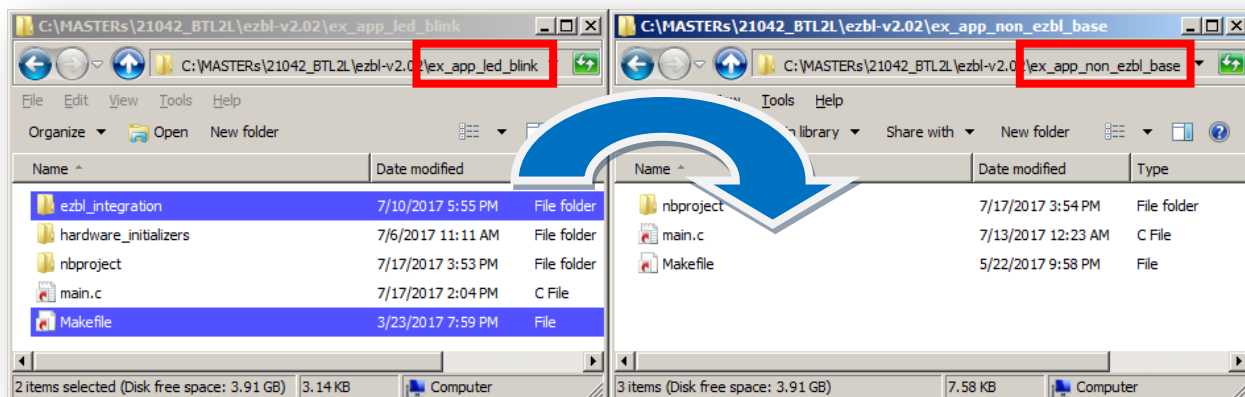 C:\MASTERs\21042_BTL2L\ezbl-v2.02\ex_app_led_blink
C:\MASTERs\21042_BTL2L\ezbl-v2.02\ex_app_led_blink
File Edit View Tools Help
Organize Open New folder
Name Date modified
ezbl_integration 7/10/2017 5:55 PM File folder
hardware_initializers 7/6/2017 11:11 AM File folder
nbproject 7/17/2017 3:53 PM File folder
main.c 7/17/2017 2:04 PM C File
Makefile 3/23/2017 7:59 PM File
2 items selected (Disk free space: 3.91 GB) 3.14 KB Computer
C:\MASTERs\21042_BTL2L\ezbl-v2.02\ex_app_non_ezbl_base
C:\MASTERs\21042_BTL2L\ezbl-v2.02\ex_app_non_ezbl_base
Tools Help
library Share with New folder
Name Date modified Type
nbproject 7/17/2017 3:54 PM File folder
main.c 7/13/2017 12:23 AM C File
Makefile 5/22/2017 9:58 PM File
3 items (Disk free space: 3.91 GB) 7.58 KB Computer